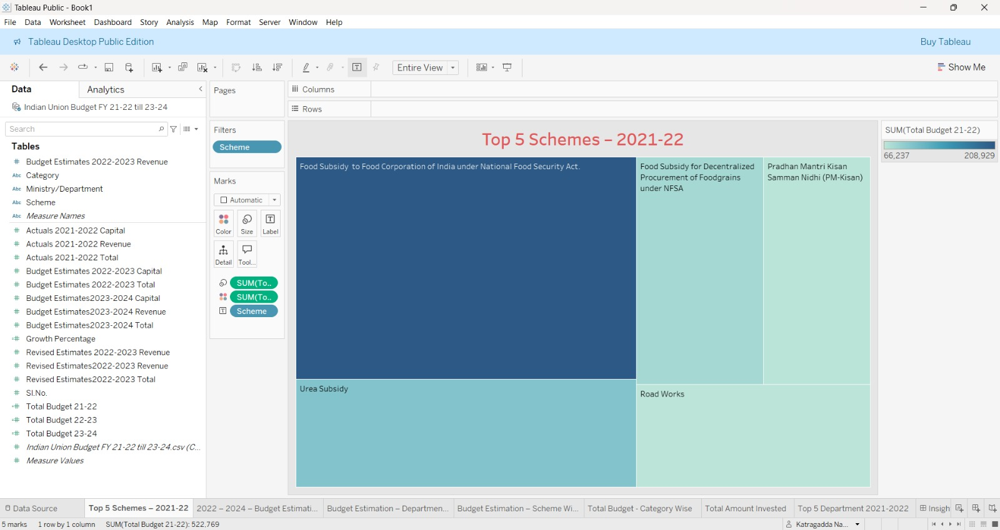 Tableau Public - Book1
File Data Worksheet Dashboard Story Analysis Map Format Server Window Help
Tableau Desktop Public Edition
Buy Tableau
Entire View
Show Me
Data
Analytics
Indian Union Budget FY 21-22 till 23-24
Search
Tables
Budget Estimates 2022-2023 Revenue
Abc Category
Abc Ministry/Department
Abc Scheme
Abc Measure Names
Actuals 2021-2022 Capital
Actuals 2021-2022 Revenue
Actuals 2021-2022 Total
Budget Estimates 2022-2023 Capital
Budget Estimates 2022-2023 Total
Budget Estimates2023-2024 Capital
Budget Estimates2023-2024 Revenue
Budget Estimates2023-2024 Total
Growth Percentage
Revised Estimates 2022-2023 Revenue
Revised Estimates2022-2023 Revenue
Revised Estimates2022-2023 Total
Sl.No.
Total Budget 21-22
Total Budget 22-23
Total Budget 23-24
Indian Union Budget FY 21-22 till 23-24.csv (C...
Measure Values
Pages
Filters
Scheme
Marks
Automatic
Color
Size
Label
Detail
Tool...
SUM(To..
SUM(To..
Scheme
Columns
Rows
Top 5 Schemes – 2021-22
Food Subsidy to Food Corporation of India under National Food Security Act.
Food Subsidy for Decentralized
Procurement of Foodgrains
under NFSA
Pradhan Mantri Kisan
Samman Nidhi (PM-Kisan)
Urea Subsidy
Road Works
SUM(Total Budget 21-22)
66,237
208,929
Data Source
Top 5 Schemes – 2021-22
2022 – 2024 – Budget Estimati...
Budget Estimation – Departmen...
Budget Estimation – Scheme Wi...
Total Budget - Category Wise
Total Amount Invested
Top 5 Department 2021-2022
Insigh
5 marks
1 row by 1 column
SUM(Total Budget 21-22): 522,769
Katragadda Na...